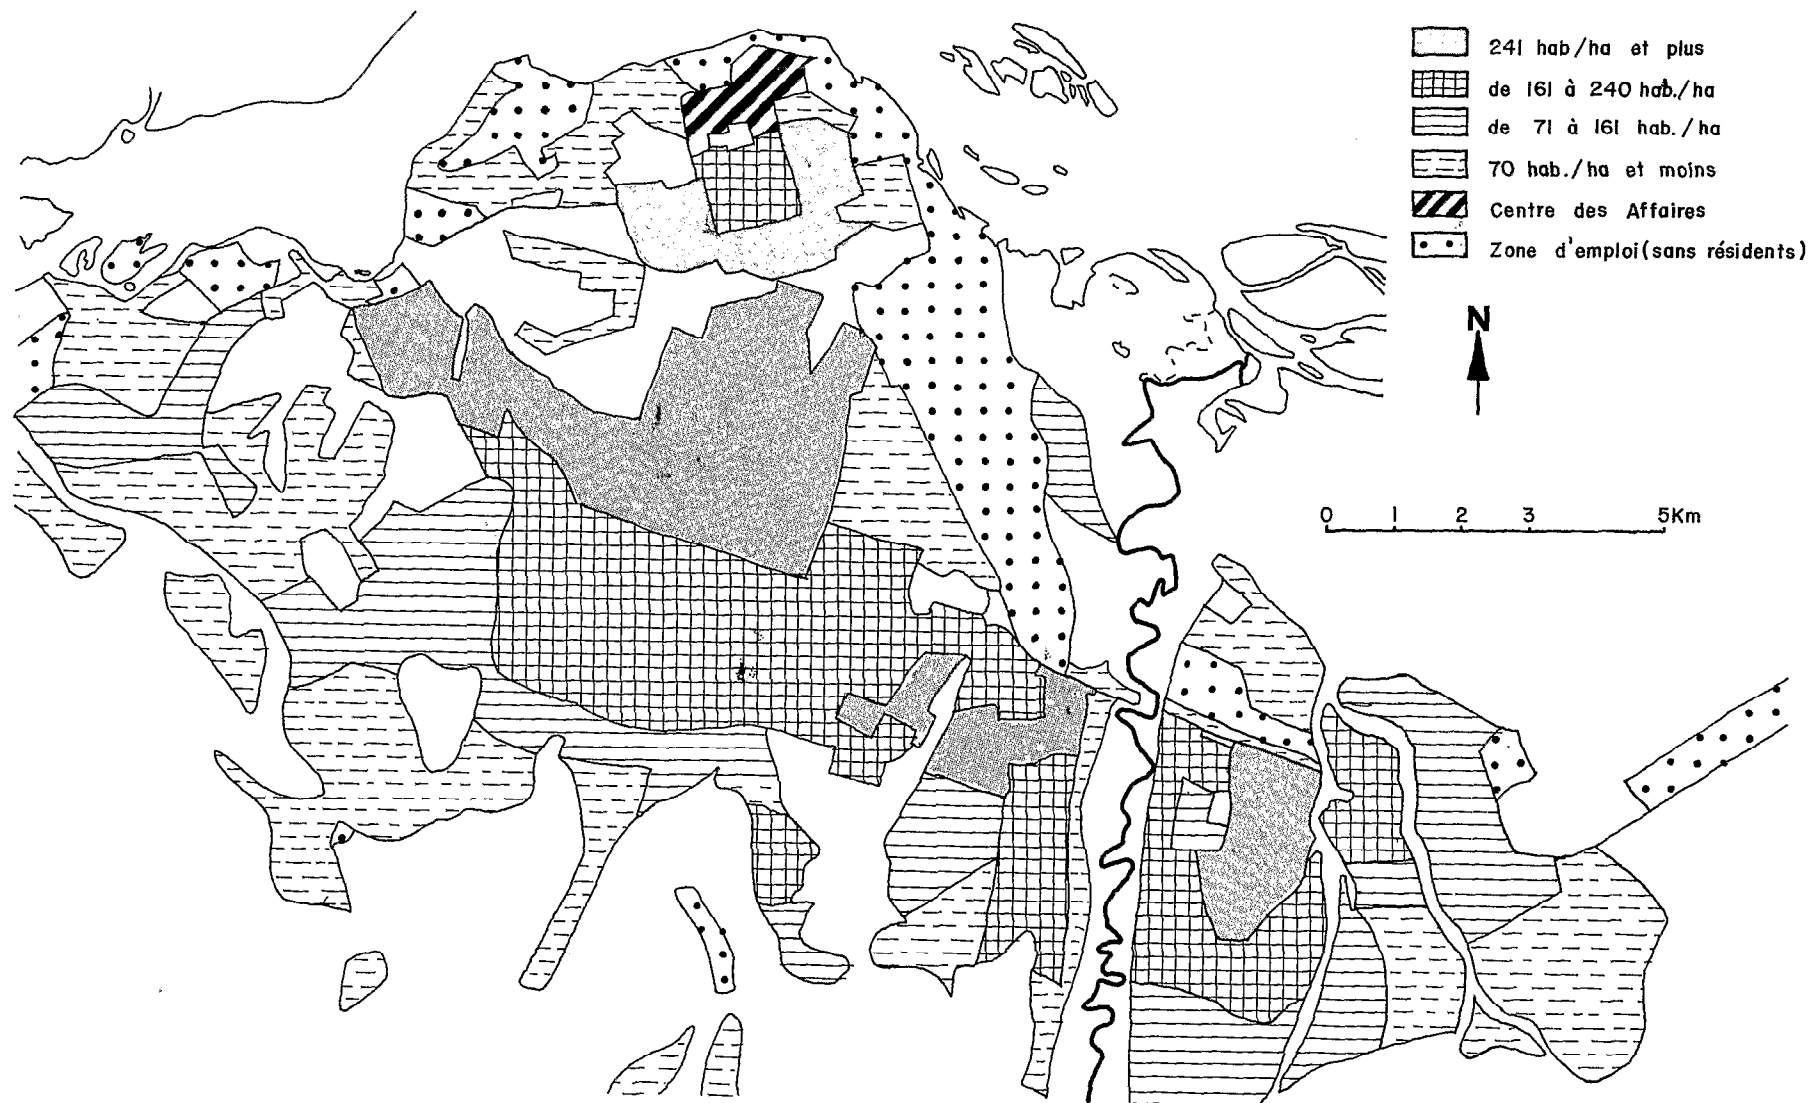 241 hab/ha et plus
de 161 à 240 hab./ha
de 71 à 161 hab./ha
70 hab./ha et moins
Centre des Affaires
Zone d'emploi (sans résidents)
N
0 1 2 3 5Km